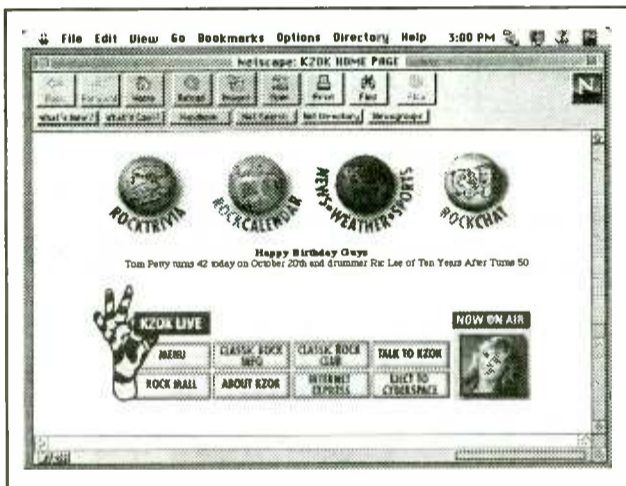 File Edit View Go Bookmarks Options Directory Help 3:00 PM
Netscape: KZOK HOME PAGE
Back Forward Home Reload Images Open Print Find Stop
What's New? What's Cool? Handbook Net Search Net Directory Newsgroups
N
ROCKTRIVIA ROCKCALENDAR NEWS•WEATHER•SPORTS ROCKCHAT
Happy Birthday Guys
Tom Petty turns 42 today on October 20th and drummer Ric Lee of Ten Years After Turns 50
KZOK LIVE NOW ON AIR
MENU CLASSIC ROCK INFO CLASSIC ROCK CLUB TALK TO KZOK
ROCK MALL ABOUT KZOK INTERNET EXPRESS EJECT TO CYBERSPACE